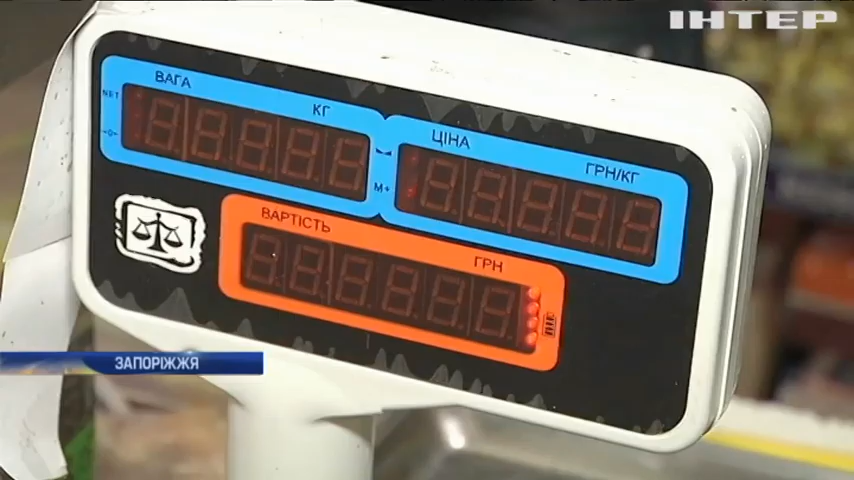 ІНТЕР
ВАГА
КГ
NET
→0←
ЦІНА
ГРН/КГ
M+
ВАРТІСТЬ
ГРН
ЗАПОРІЖЖЯ